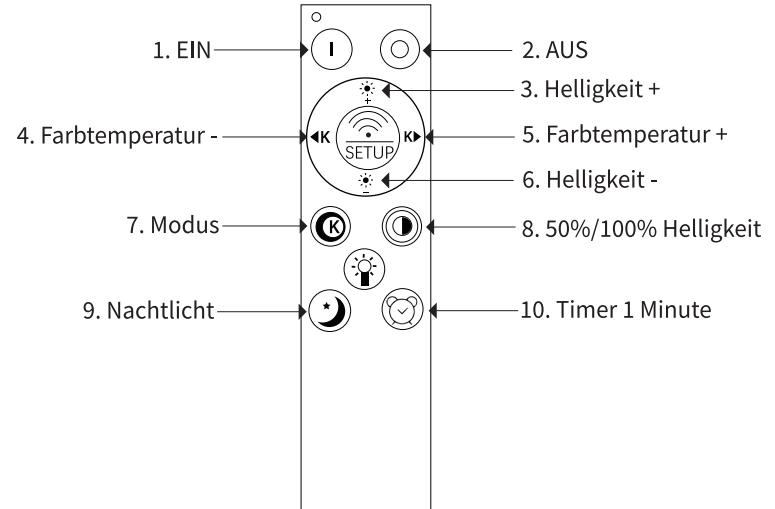 1. EIN
2. AUS
3. Helligkeit +
4. Farbtemperatur -
K
SETUP
K
5. Farbtemperatur +
6. Helligkeit -
7. Modus
K
8. 50%/100% Helligkeit
9. Nachtlicht
10. Timer 1 Minute